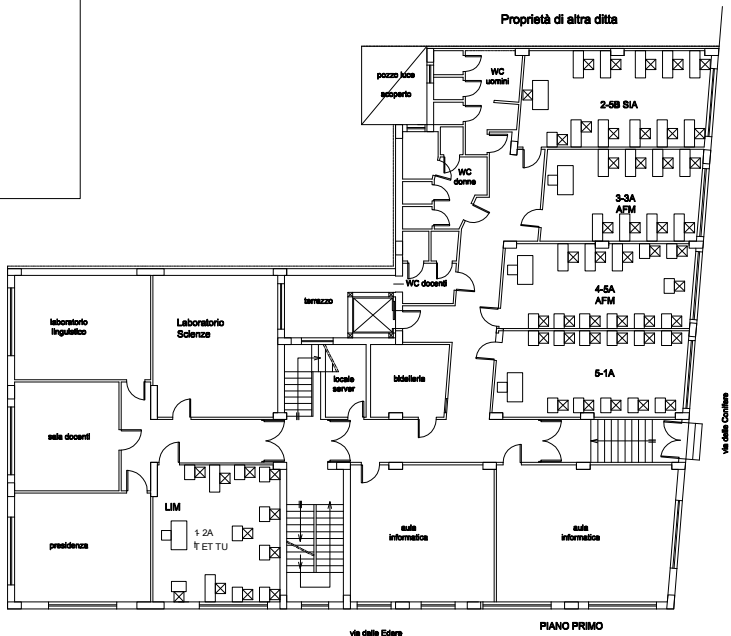 Proprietà di altra ditta
pozzo luce
scoperto
WC
uomini
2-5B SIA
WC
donne
3-3A
AFM
WC docenti
4-5A
AFM
terrazzo
laboratorio
linguistico
Laboratorio
Scienze
locale
server
bidelleria
5-1A
sala docenti
via delle Conifere
LIM
1- 2A
T ET TU
presidenza
aula
informatica
aula
informatica
via delle Edere
PIANO PRIMO